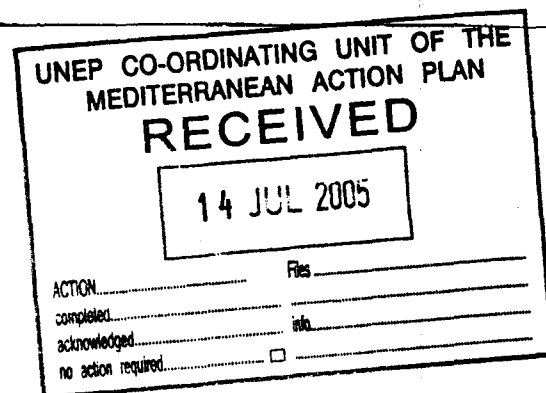 UNEP CO-ORDINATING UNIT OF THE
MEDITERRANEAN ACTION PLAN
RECEIVED
14 JUL 2005
ACTION.................... Files....................
completed....................
acknowledged.................... info....................
no action required.................... □ ....................